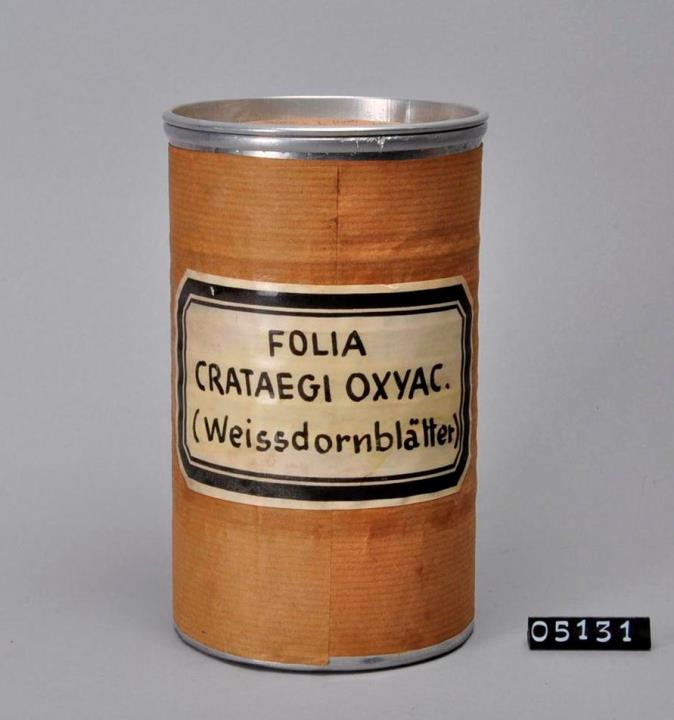 FOLIA
CRATAEGI OXYAC.
(Weissdornblätter)
05131